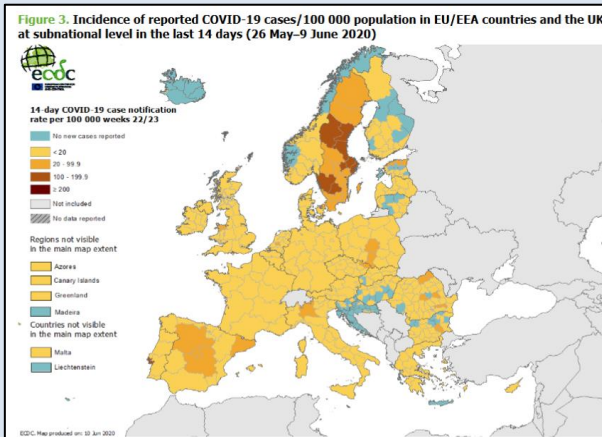 Figure 3. Incidence of reported COVID-19 cases/100 000 population in EU/EEA countries and the UK
at subnational level in the last 14 days (26 May–9 June 2020)
ecdc
14-day COVID-19 case notification
rate per 100 000 weeks 22/23
No new cases reported
< 20
20 - 99.9
100 - 199.9
≥ 200
Not included
No data reported
Regions not visible
in the main map extent
Azores
Canary Islands
Greenland
Madeira
Countries not visible
in the main map extent
Malta
Liechtenstein
ECDC. Map produced on: 10 Jun 2020